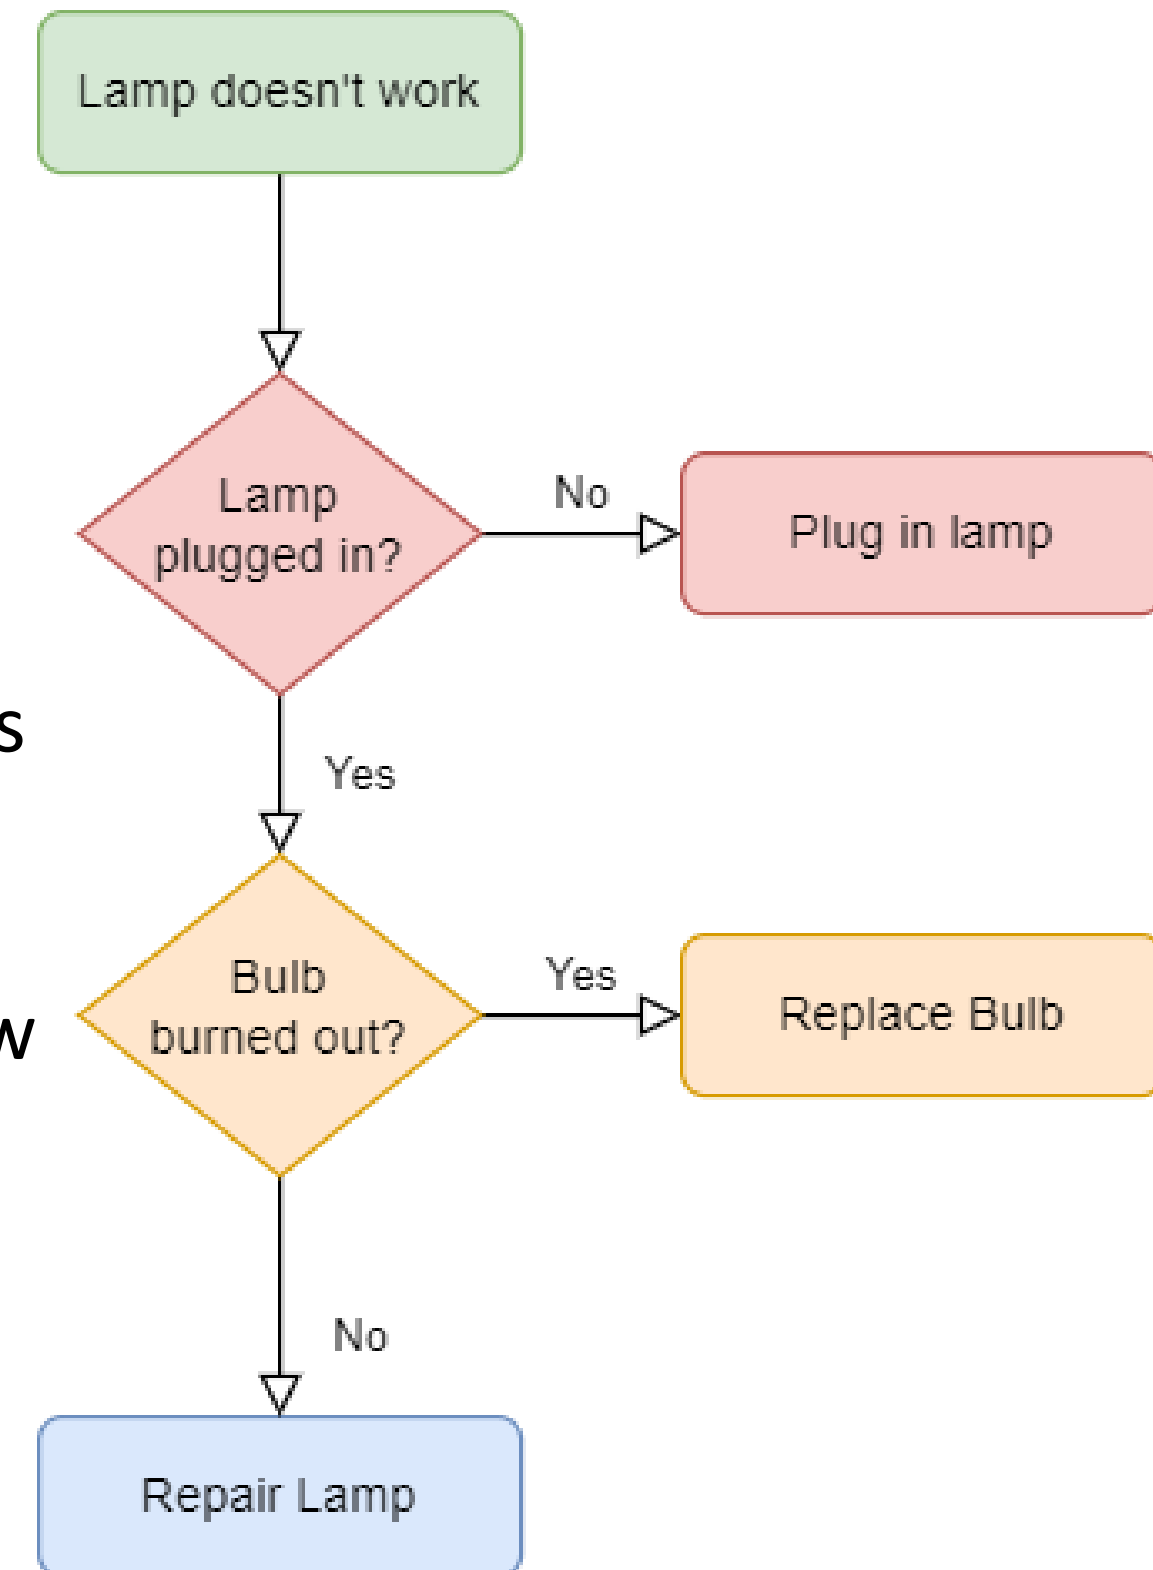 Lamp doesn't work
Lamp
plugged in?
No
Plug in lamp
s
Yes
Bulb
burned out?
Yes
Replace Bulb
w
No
Repair Lamp